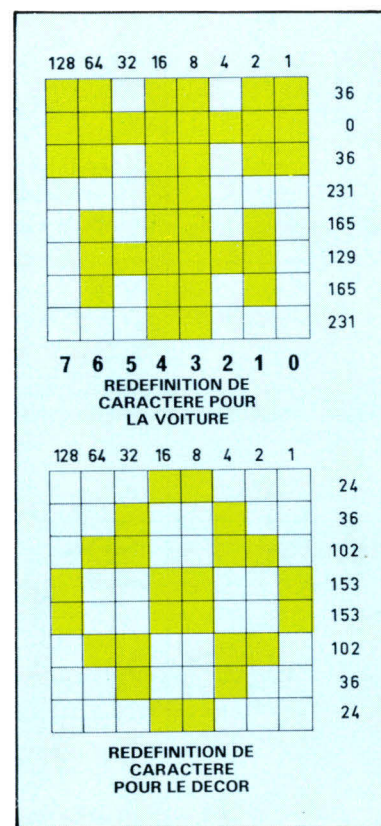 128 64 32 16 8 4 2 1
36
0
36
231
165
129
165
231
7 6 5 4 3 2 1 0
REDEFINITION DE
CARACTERE POUR
LA VOITURE
128 64 32 16 8 4 2 1
24
36
102
153
153
102
36
24
REDEFINITION DE
CARACTERE
POUR LE DECOR